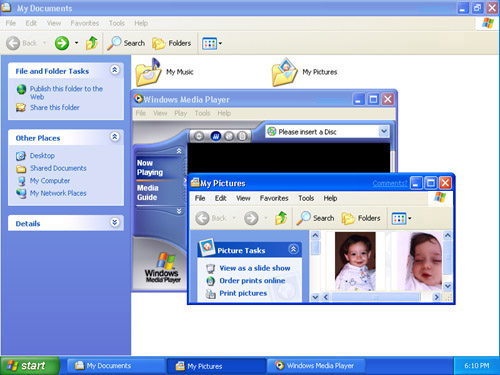 My Documents
File Edit View Favorites Tools Help
Back Search Folders
File and Folder Tasks
Publish this folder to the
Web
Share this folder
Other Places
Desktop
Shared Documents
My Computer
My Network Places
Details
My Music My Pictures
Windows Media Player
File View Play Tools Help
Please insert a Disc
Now
Playing
Media
Guide
Windows
Media Player
My Pictures Comments?
File Edit View Favorites Tools Help
Back Search Folders
Picture Tasks
View as a slide show
Order prints online
Print pictures
start My Documents My Pictures Windows Media Player 6:10 PM